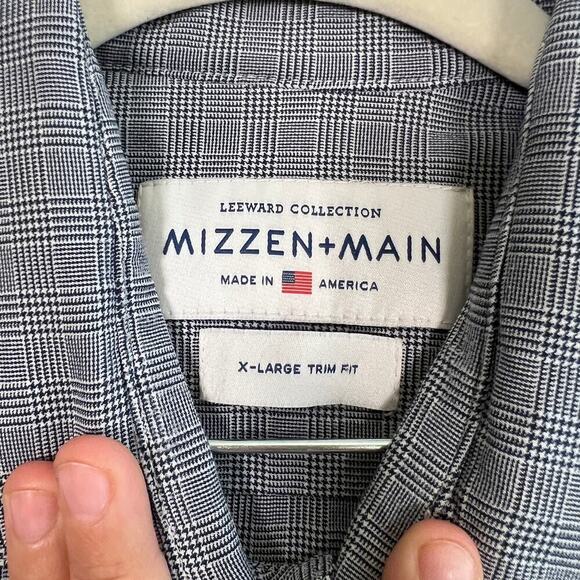 LEEWARD COLLECTION
MIZZEN+MAIN
MADE IN AMERICA
X-LARGE TRIM FIT